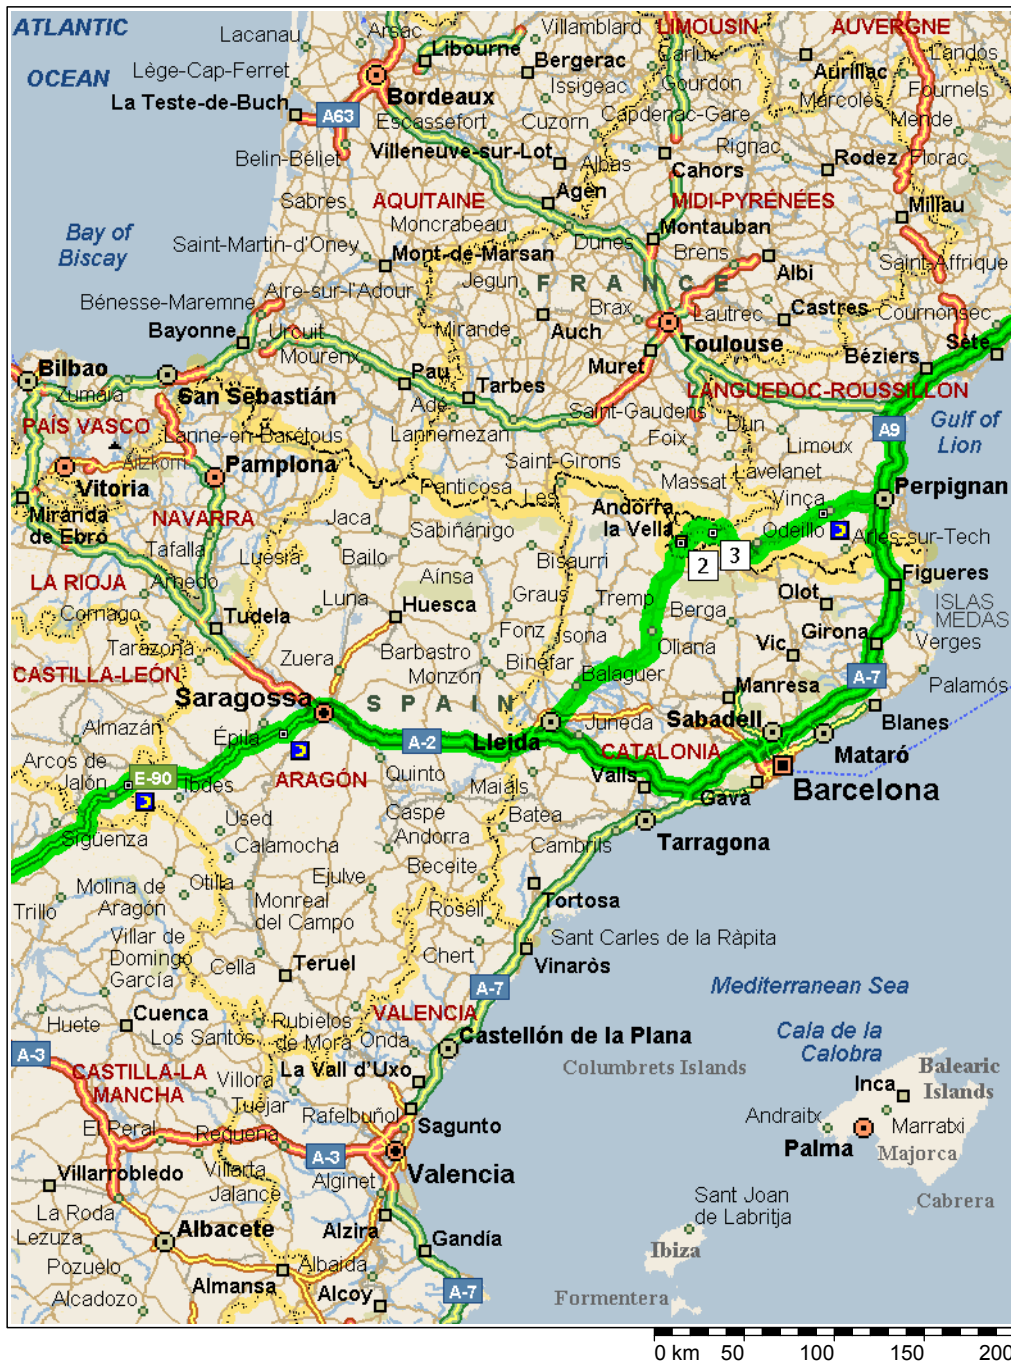 ATLANTIC
OCEAN
Lacanau
Arsac
Villamblard
LIMOUSIN
AUVERGNE
Libourne
Bergerac
Carlux
Landos
Lège-Cap-Ferret
Aurillac
Issigeac
Gourdon
Fournels
La Teste-de-Buch
Bordeaux
Marcolès
A63
Escassefort
Cuzorn
Capdenac-Gare
Mende
Belin-Béliet
Villeneuve-sur-Lot
Albas
Rignac
Rodez
Florac
Cahors
Agen
Sabres
AQUITAINE
MIDI-PYRÉNÉES
Millau
Bay of
Biscay
Moncrabeau
Montauban
Saint-Martin-d'Oney
Dunes
Brens
Mont-de-Marsan
Albi
Saint-Affrique
Jegun
FRANCE
Bénesse-Maremne
Aire-sur-l'Adour
Brax
Lautrec
Castres
Cournonsec
Bayonne
Urcuit
Mirande
Auch
Toulouse
Mourenx
Muret
Béziers
Sète
Bilbao
Pau
Tarbes
Zumaia
San Sebastián
Adé
LANGUEDOC-ROUSSILLON
PAÍS VASCO
Lanne-en-Barétous
Lannemezan
Saint-Gaudens
Dun
A9
Gulf of
Lion
Altzkorri
Pamplona
Saint-Girons
Foix
Limoux
Vitoria
Massat
Lavelanet
Panticosa
Les
Vinça
Perpignan
Miranda
de Ebro
NAVARRA
Jaca
Sabiñánigo
Andorra
la Vella
Odeillo
Tafalla
Luesia
Bailo
Bisaurri
2
3
Arles-sur-Tech
LA RIOJA
Arnedo
Aínsa
Figueres
Cornago
Luna
Huesca
Graus
Tremp
Berga
Olot
ISLAS
MEDAS
Tudela
Tarazona
Fonz
Isona
Oliana
Vic
Girona
Verges
CASTILLA-LEÓN
Zuera
Barbastro
Binéfar
Balaguer
A-7
Monzón
Manresa
Palamós
Saragossa
SPAIN
Almazán
Épila
A-2
Lleida
Juneda
Sabadell
Blanes
Arcos de
Jalón
E-90
Ibdes
ARAGÓN
Quinto
CATALONIA
Mataró
Maials
Valls
Gavà
Barcelona
Used
Caspe
Batea
Sigüenza
Calamocha
Andorra
Cambrils
Tarragona
Molina de
Aragón
Otilla
Ejulve
Beceite
Trillo
Monreal
del Campo
Rosell
Tortosa
Villar de
Domingo
García
Cella
Teruel
Chert
Sant Carles de la Ràpita
Vinaròs
A-7
Mediterranean Sea
Huete
Cuenca
Rubielos
de Mora
VALENCIA
Los Santos
Onda
Castellón de la Plana
Cala de la
Calobra
A-3
CASTILLA-LA
MANCHA
Villora
La Vall d'Uxo
Columbrets Islands
Balearic
Islands
Inca
Tuejar
Rafelbuñol
Sagunto
Andraitx
Marratxi
El Peral
Requena
A-3
Palma
Majorca
Villarrobledo
Villarta
Valencia
Jalance
Alginet
Cabrera
La Roda
Sant Joan
de Labritja
Lezuza
Albacete
Alzira
Gandía
Ibiza
Pozuelo
Albaida
Alcadozo
Almansa
Alcoy
A-7
Formentera
0 km 50 100 150 200